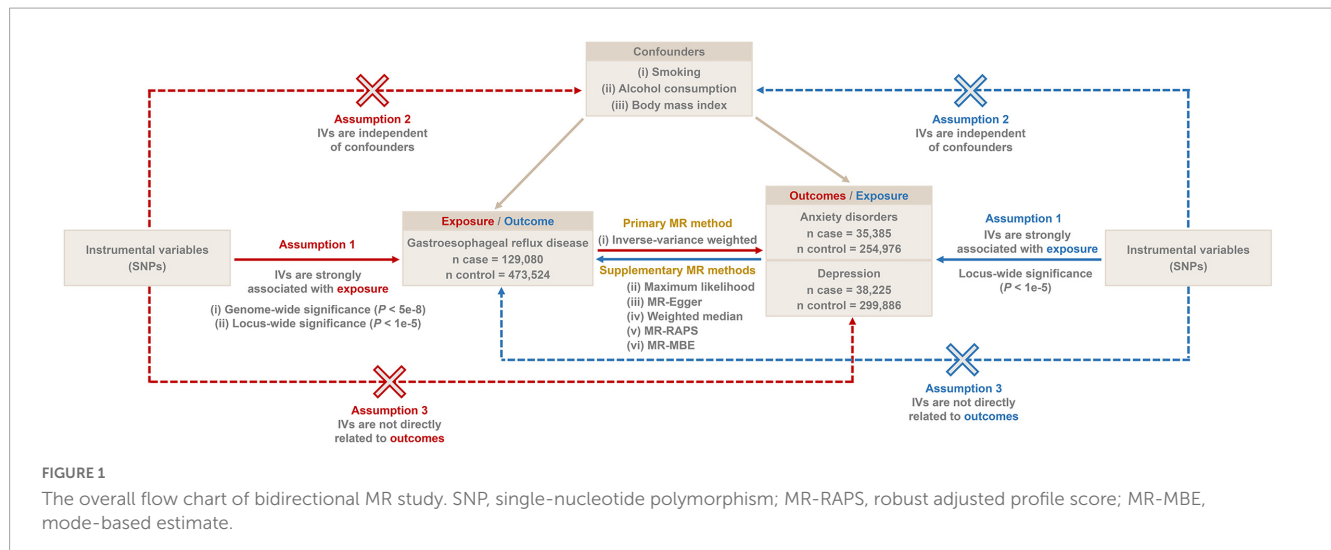 Confounders
(i) Smoking
(ii) Alcohol consumption
(iii) Body mass index
Assumption 2
IVs are independent
of confounders
Assumption 2
IVs are independent
of confounders
Instrumental variables
(SNPs)
Assumption 1
IVs are strongly
associated with exposure
(i) Genome-wide significance (P < 5e-8)
(ii) Locus-wide significance (P < 1e-5)
Exposure / Outcome
Gastroesophageal reflux disease
n case = 129,080
n control = 473,524
Primary MR method
(i) Inverse-variance weighted
Supplementary MR methods
(ii) Maximum likelihood
(iii) MR-Egger
(iv) Weighted median
(v) MR-RAPS
(vi) MR-MBE
Outcomes / Exposure
Anxiety disorders
n case = 35,385
n control = 254,976
Depression
n case = 38,225
n control = 299,886
Assumption 1
IVs are strongly
associated with exposure
Locus-wide significance
(P < 1e-5)
Instrumental variables
(SNPs)
Assumption 3
IVs are not directly
related to outcomes
Assumption 3
IVs are not directly
related to outcomes
FIGURE 1
The overall flow chart of bidirectional MR study. SNP, single-nucleotide polymorphism; MR-RAPS, robust adjusted profile score; MR-MBE,
mode-based estimate.